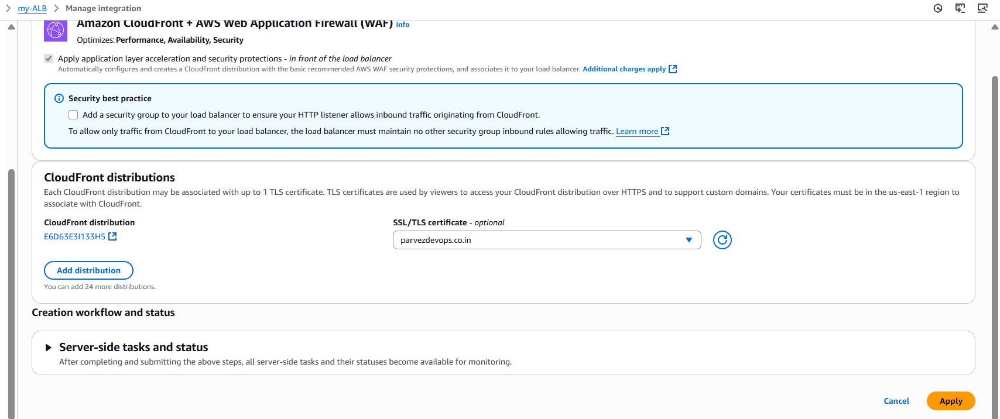 my-ALB > Manage integration
Amazon CloudFront + AWS Web Application Firewall (WAF) Info
Optimizes: Performance, Availability, Security
Apply application layer acceleration and security protections - in front of the load balancer
Automatically configures and creates a CloudFront distribution with the basic recommended AWS WAF security protections, and associates it to your load balancer. Additional charges apply
Security best practice
Add a security group to your load balancer to ensure your HTTP listener allows inbound traffic originating from CloudFront.
To allow only traffic from CloudFront to your load balancer, the load balancer must maintain no other security group inbound rules allowing traffic. Learn more
CloudFront distributions
Each CloudFront distribution may be associated with up to 1 TLS certificate. TLS certificates are used by viewers to access your CloudFront distribution over HTTPS and to support custom domains. Your certificates must be in the us-east-1 region to
associate with CloudFront.
CloudFront distribution
E6D63E3I133H5
SSL/TLS certificate - optional
parvezdevops.co.in
Add distribution
You can add 24 more distributions.
Creation workflow and status
Server-side tasks and status
After completing and submitting the above steps, all server-side tasks and their statuses become available for monitoring.
Cancel
Apply